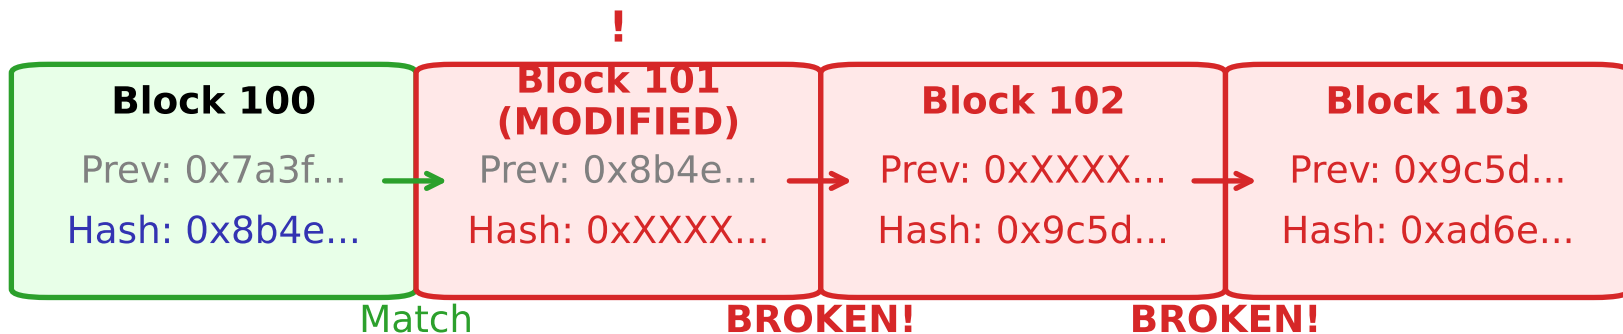 !
Block 100
Prev: 0x7a3f...
Hash: 0x8b4e...
Block 101
(MODIFIED)
Prev: 0x8b4e...
Hash: 0xXXXX...
Block 102
Prev: 0xXXXX...
Hash: 0x9c5d...
Block 103
Prev: 0x9c5d...
Hash: 0xad6e...
Match
BROKEN!
BROKEN!